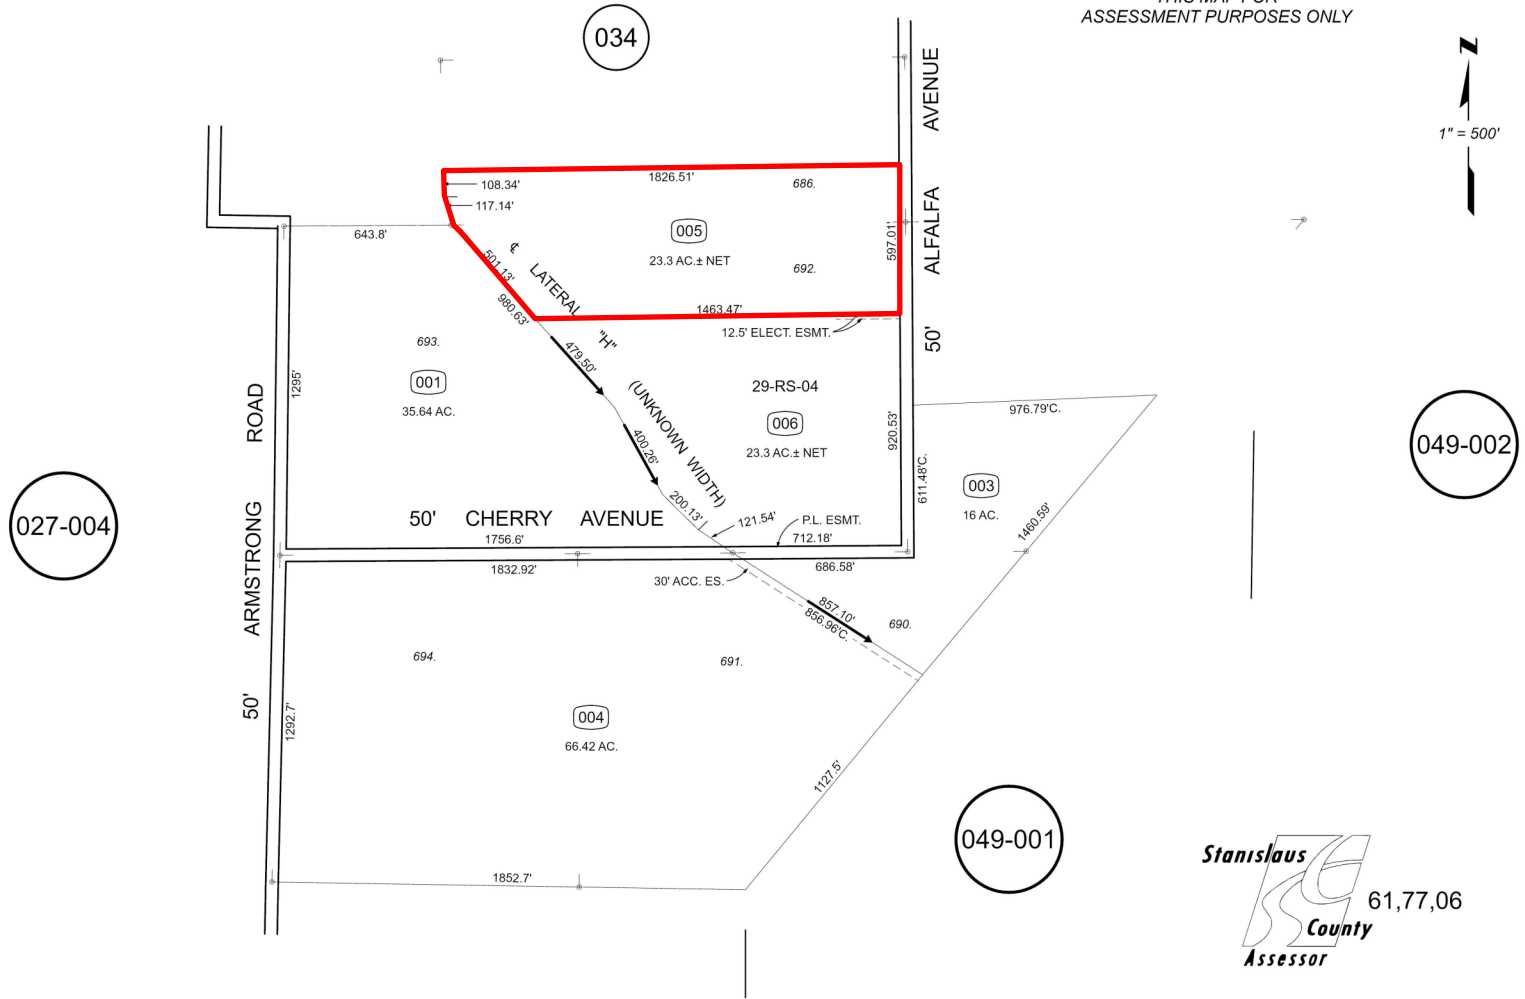 THIS MAP FOR
ASSESSMENT PURPOSES ONLY
034
N
1" = 500'
AVENUE
ALFALFA
50'
1826.51'
108.34'
686.
117.14'
005
23.3 AC.± NET
692.
597.01'
643.8'
501.13'
℄ LATERAL "H" (UNKNOWN WIDTH)
980.63'
1463.47'
12.5' ELECT. ESMT.
693.
479.50'
001
35.64 AC.
1295'
ROAD
ARMSTRONG
50'
29-RS-04
006
23.3 AC.± NET
920.53'
400.26'
976.79'C.
611.48'C.
003
16 AC.
1460.59'
049-002
027-004
200.13'
121.54'
P.L. ESMT.
50' CHERRY AVENUE
1756.6'
712.18'
1832.92'
686.58'
30' ACC. ES.
857.10'
856.96'C.
690.
694.
691.
1292.7'
004
66.42 AC.
1127.5'
1852.7'
049-001
Stanislaus
County
Assessor
61,77,06